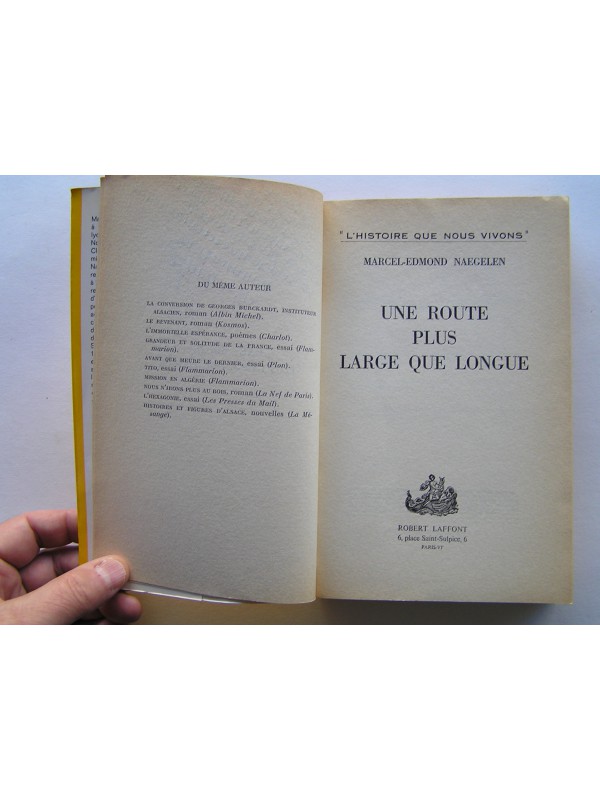 DU MÊME AUTEUR
LA CONVERSION DE GEORGES BURCKARDT, INSTITUTEUR
ALSACIEN, roman (Albin Michel).
LE REVENANT, roman (Kosmos).
L'IMMORTELLE ESPÉRANCE, poèmes (Charlot).
GRANDEUR ET SOLITUDE DE LA FRANCE, essai (Flam-
marion).
AVANT QUE MEURE LE DERNIER, essai (Plon).
TITO, essai (Flammarion).
MISSION EN ALGÉRIE (Flammarion).
NOUS N'IRONS PLUS AU BOIS, roman (La Nef de Paris).
L'HEXAGONIE, essai (Les Presses du Mail).
HISTOIRES ET FIGURES D'ALSACE, nouvelles (La Mé-
sange).
"L'HISTOIRE QUE NOUS VIVONS"
MARCEL-EDMOND NAEGELEN
UNE ROUTE
PLUS
LARGE QUE LONGUE
ROBERT LAFFONT
6, place Saint-Sulpice, 6
PARIS-VIe